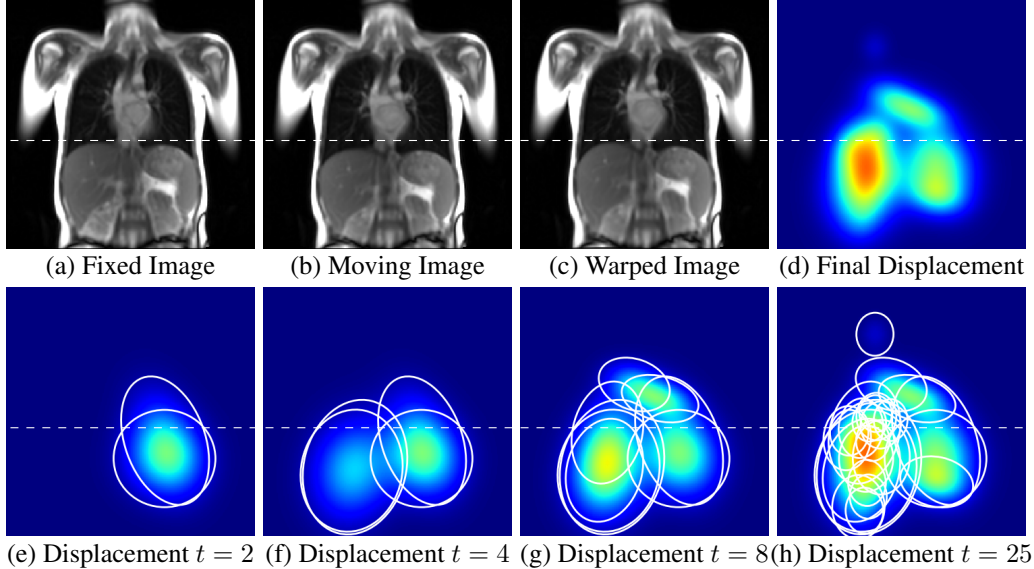 (a) Fixed Image (b) Moving Image (c) Warped Image (d) Final Displacement
(e) Displacement t = 2 (f) Displacement t = 4 (g) Displacement t = 8 (h) Displacement t = 25